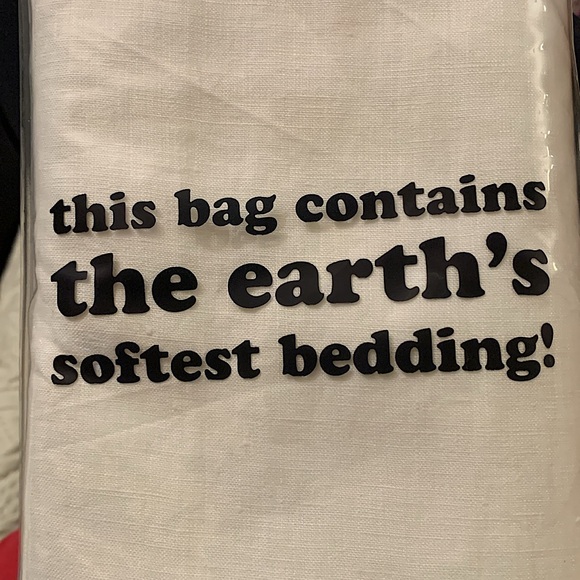 this bag contains
the earth's
softest bedding!